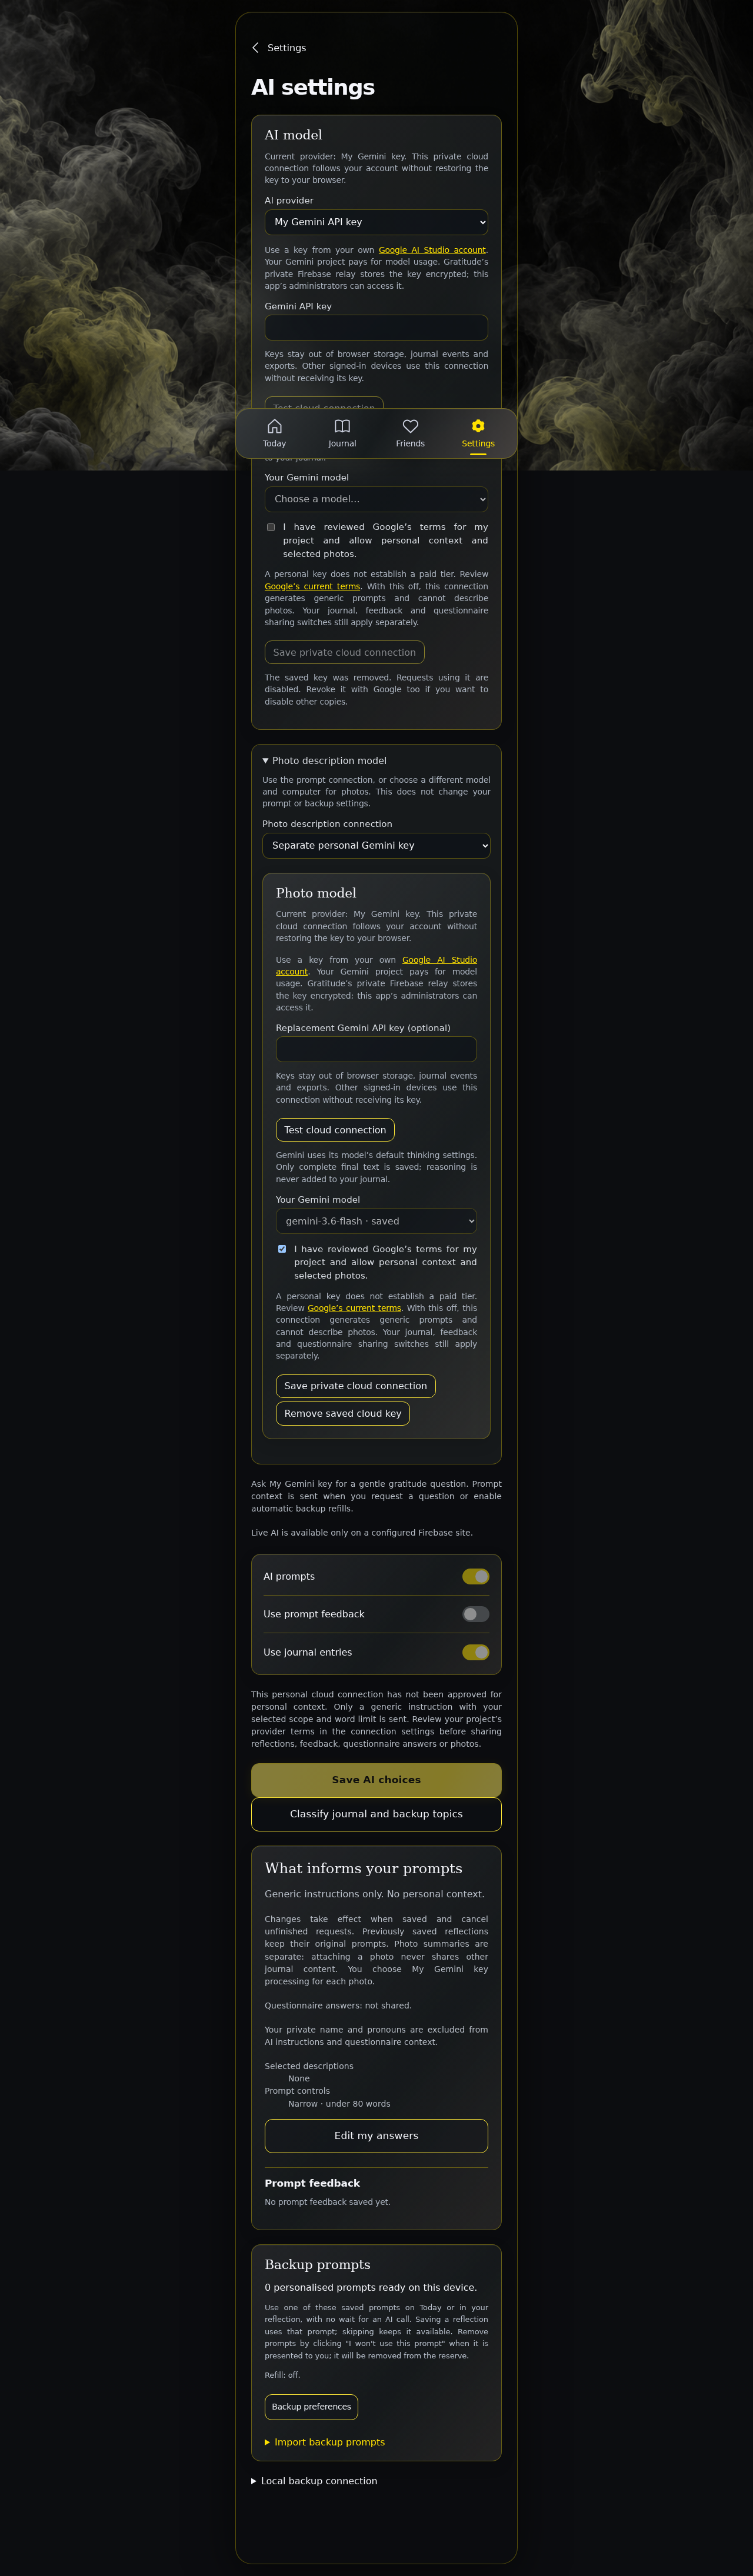 Settings
AI settings
AI model
Current provider: My Gemini key. This private cloud
connection follows your account without restoring the
key to your browser.
AI provider
My Gemini API key
Use a key from your own Google AI Studio account.
Your Gemini project pays for model usage. Gratitude’s
private Firebase relay stores the key encrypted; this
app’s administrators can access it.
Gemini API key
Keys stay out of browser storage, journal events and
exports. Other signed-in devices use this connection
without receiving its key.
Test cloud connection
Today
Journal
Friends
Settings
to your journal.
Your Gemini model
Choose a model…
I have reviewed Google’s terms for my
project and allow personal context and
selected photos.
A personal key does not establish a paid tier. Review
Google’s current terms. With this off, this connection
generates generic prompts and cannot describe
photos. Your journal, feedback and questionnaire
sharing switches still apply separately.
Save private cloud connection
The saved key was removed. Requests using it are
disabled. Revoke it with Google too if you want to
disable other copies.
▼ Photo description model
Use the prompt connection, or choose a different model
and computer for photos. This does not change your
prompt or backup settings.
Photo description connection
Separate personal Gemini key
Photo model
Current provider: My Gemini key. This private
cloud connection follows your account without
restoring the key to your browser.
Use a key from your own Google AI Studio
account. Your Gemini project pays for model
usage. Gratitude’s private Firebase relay stores
the key encrypted; this app’s administrators can
access it.
Replacement Gemini API key (optional)
Keys stay out of browser storage, journal events
and exports. Other signed-in devices use this
connection without receiving its key.
Test cloud connection
Gemini uses its model’s default thinking settings.
Only complete final text is saved; reasoning is
never added to your journal.
Your Gemini model
gemini-3.6-flash · saved
I have reviewed Google’s terms for my
project and allow personal context and
selected photos.
A personal key does not establish a paid tier.
Review Google’s current terms. With this off, this
connection generates generic prompts and
cannot describe photos. Your journal, feedback
and questionnaire sharing switches still apply
separately.
Save private cloud connection
Remove saved cloud key
Ask My Gemini key for a gentle gratitude question. Prompt
context is sent when you request a question or enable
automatic backup refills.
Live AI is available only on a configured Firebase site.
AI prompts
Use prompt feedback
Use journal entries
This personal cloud connection has not been approved for
personal context. Only a generic instruction with your
selected scope and word limit is sent. Review your project’s
provider terms in the connection settings before sharing
reflections, feedback, questionnaire answers or photos.
Save AI choices
Classify journal and backup topics
What informs your prompts
Generic instructions only. No personal context.
Changes take effect when saved and cancel
unfinished requests. Previously saved reflections
keep their original prompts. Photo summaries are
separate: attaching a photo never shares other
journal content. You choose My Gemini key
processing for each photo.
Questionnaire answers: not shared.
Your private name and pronouns are excluded from
AI instructions and questionnaire context.
Selected descriptions
None
Prompt controls
Narrow · under 80 words
Edit my answers
Prompt feedback
No prompt feedback saved yet.
Backup prompts
0 personalised prompts ready on this device.
Use one of these saved prompts on Today or in your
reflection, with no wait for an AI call. Saving a reflection
uses that prompt; skipping keeps it available. Remove
prompts by clicking "I won't use this prompt" when it is
presented to you; it will be removed from the reserve.
Refill: off.
Backup preferences
▶ Import backup prompts
▶ Local backup connection